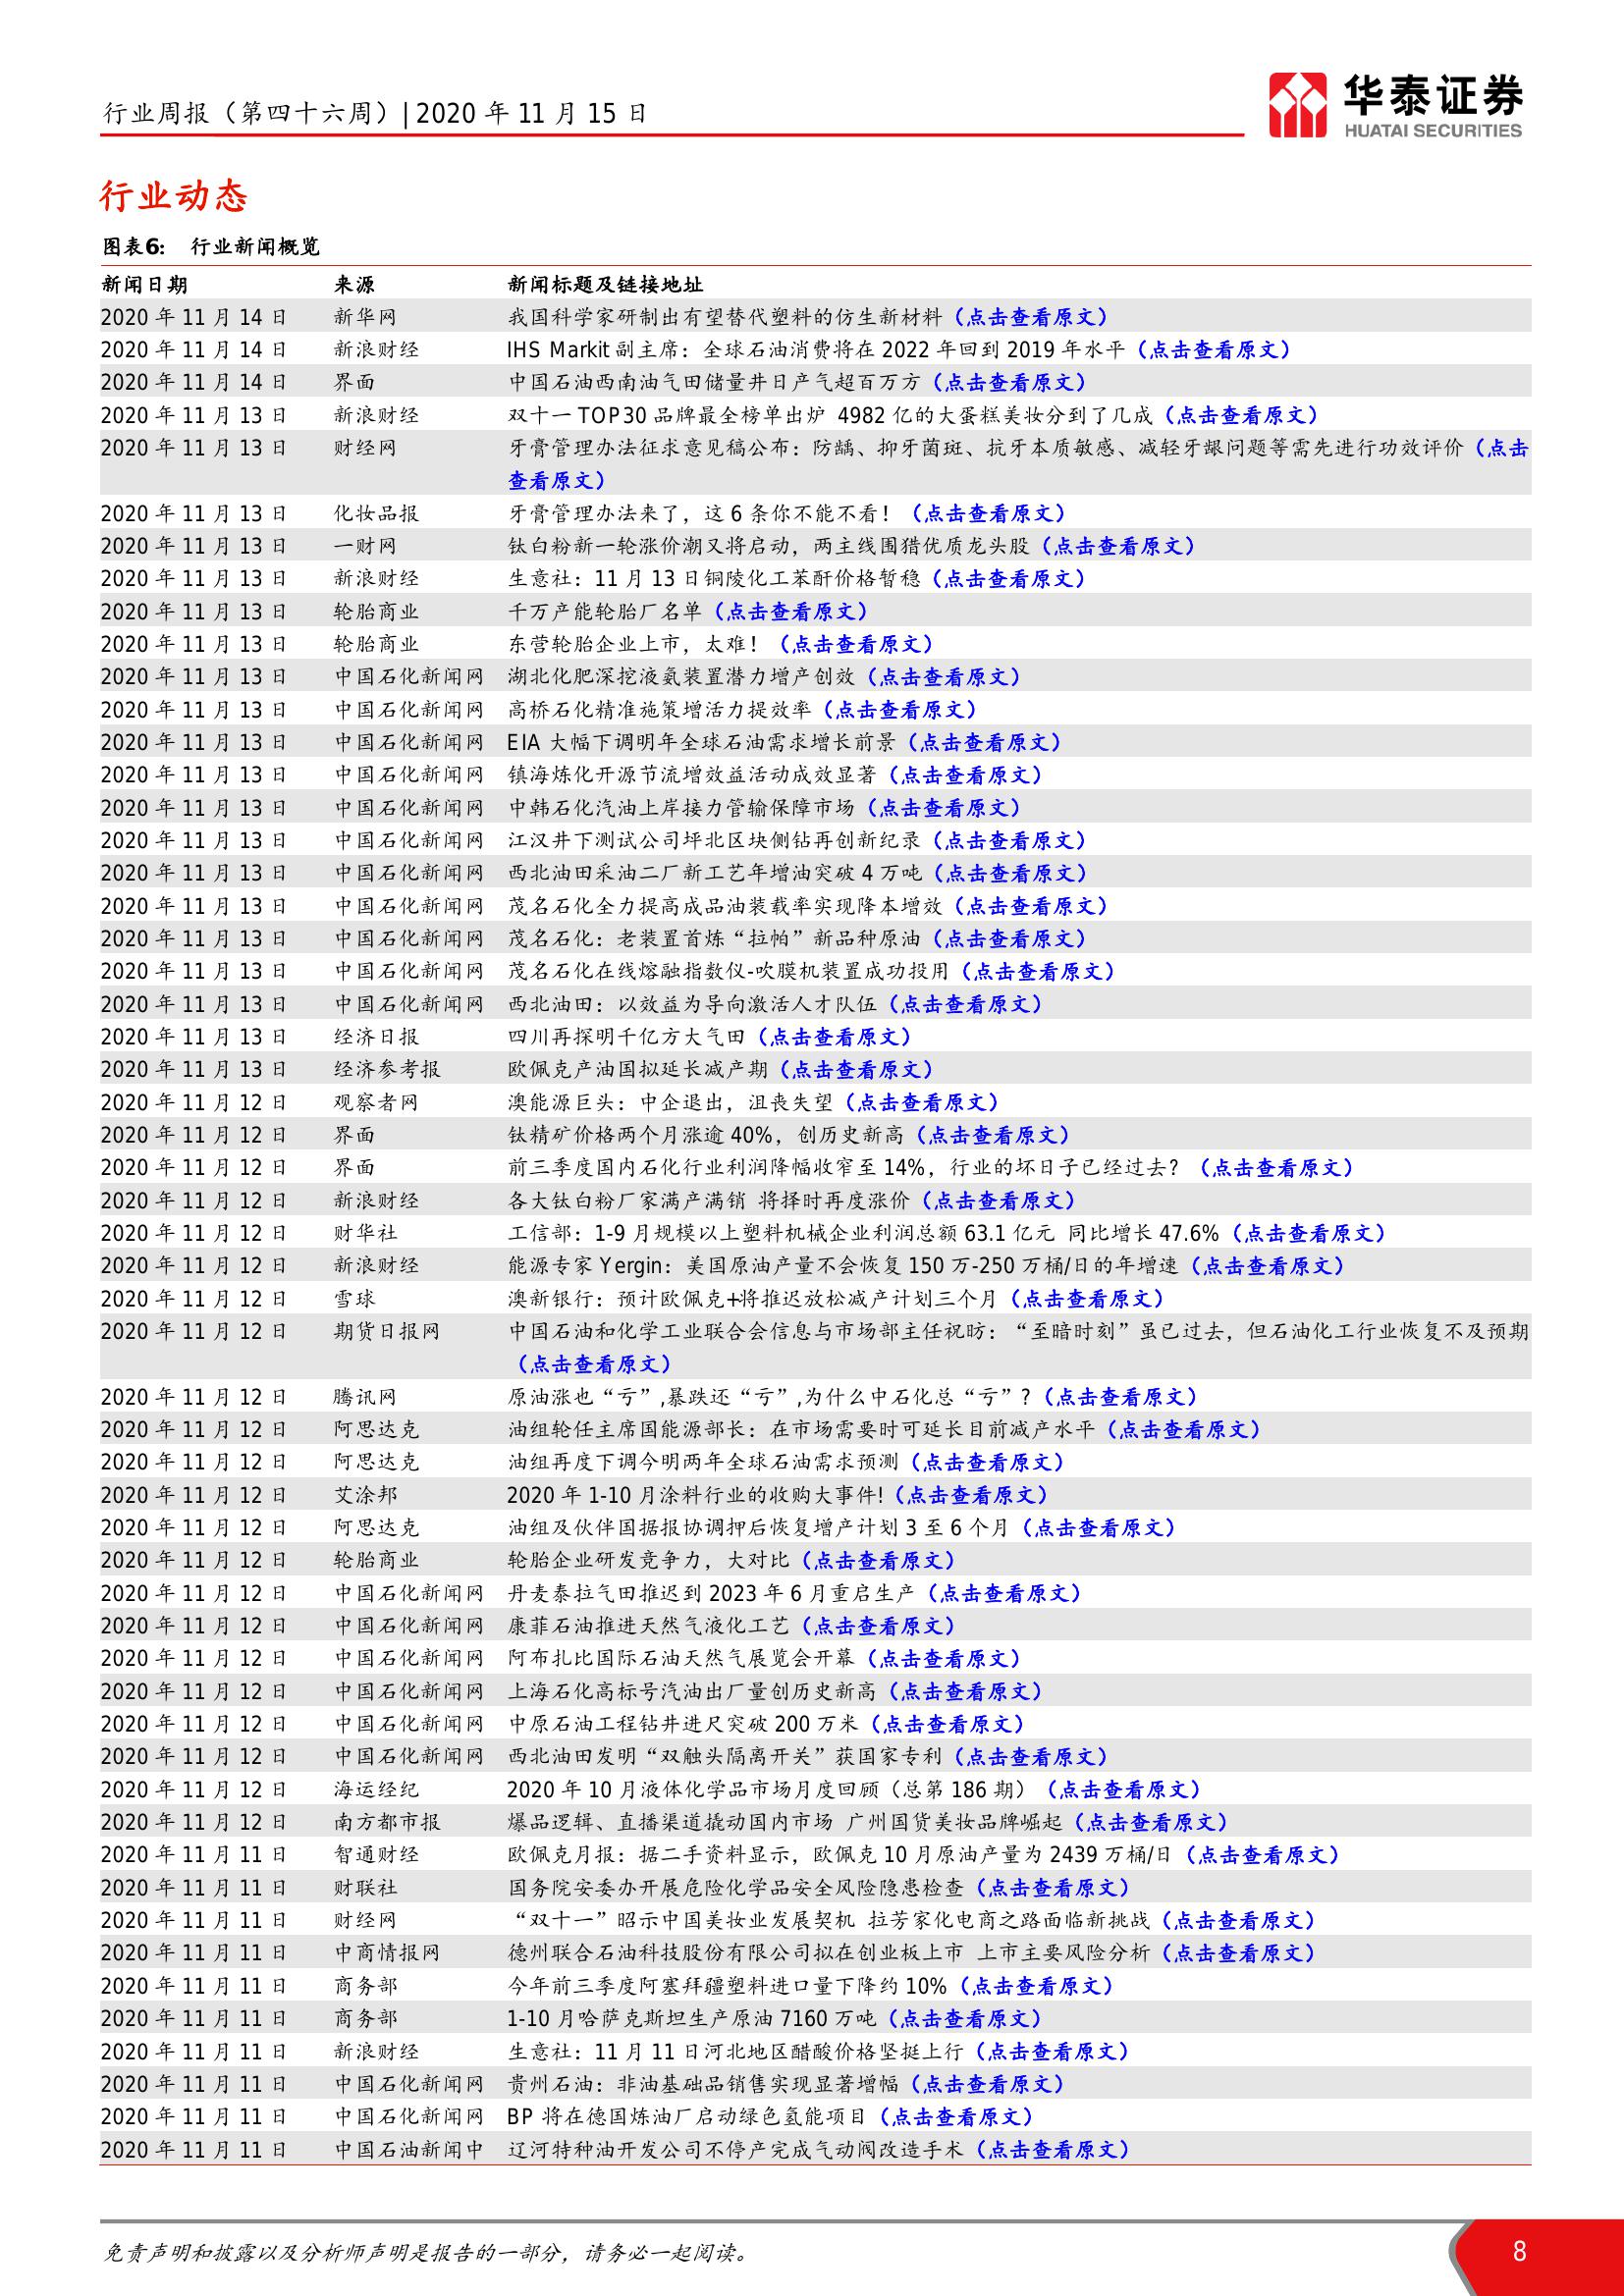 行业周报（第四十六周）| 2020 年 11 月 15 日
华泰证券
HUATAI SECURITIES
行业动态
图表6： 行业新闻概览
新闻日期 来源 新闻标题及链接地址
2020 年 11 月 14 日 新华网 我国科学家研制出有望替代塑料的仿生新材料（点击查看原文）
2020 年 11 月 14 日 新浪财经 IHS Markit 副主席：全球石油消费将在 2022 年回到 2019 年水平（点击查看原文）
2020 年 11 月 14 日 界面 中国石油西南油气田储量井日产气超百万方（点击查看原文）
2020 年 11 月 13 日 新浪财经 双十一 TOP30 品牌最全榜单出炉 4982 亿的大蛋糕美妆分到了几成（点击查看原文）
2020 年 11 月 13 日 财经网 牙膏管理办法征求意见稿公布：防龋、抑牙菌斑、抗牙本质敏感、减轻牙龈问题等需先进行功效评价（点击
查看原文）
2020 年 11 月 13 日 化妆品报 牙膏管理办法来了，这 6 条你不能不看！（点击查看原文）
2020 年 11 月 13 日 一财网 钛白粉新一轮涨价潮又将启动，两主线围猎优质龙头股（点击查看原文）
2020 年 11 月 13 日 新浪财经 生意社：11 月 13 日铜陵化工苯酐价格暂稳（点击查看原文）
2020 年 11 月 13 日 轮胎商业 千万产能轮胎厂名单（点击查看原文）
2020 年 11 月 13 日 轮胎商业 东营轮胎企业上市，太难！（点击查看原文）
2020 年 11 月 13 日 中国石化新闻网 湖北化肥深挖液氨装置潜力增产创效（点击查看原文）
2020 年 11 月 13 日 中国石化新闻网 高桥石化精准施策增活力提效率（点击查看原文）
2020 年 11 月 13 日 中国石化新闻网 EIA 大幅下调明年全球石油需求增长前景（点击查看原文）
2020 年 11 月 13 日 中国石化新闻网 镇海炼化开源节流增效益活动成效显著（点击查看原文）
2020 年 11 月 13 日 中国石化新闻网 中韩石化汽油上岸接力管输保障市场（点击查看原文）
2020 年 11 月 13 日 中国石化新闻网 江汉井下测试公司坪北区块侧钻再创新纪录（点击查看原文）
2020 年 11 月 13 日 中国石化新闻网 西北油田采油二厂新工艺年增油突破 4 万吨（点击查看原文）
2020 年 11 月 13 日 中国石化新闻网 茂名石化全力提高成品油装载率实现降本增效（点击查看原文）
2020 年 11 月 13 日 中国石化新闻网 茂名石化：老装置首炼“拉帕”新品种原油（点击查看原文）
2020 年 11 月 13 日 中国石化新闻网 茂名石化在线熔融指数仪-吹膜机装置成功投用（点击查看原文）
2020 年 11 月 13 日 中国石化新闻网 西北油田：以效益为导向激活人才队伍（点击查看原文）
2020 年 11 月 13 日 经济日报 四川再探明千亿方大气田（点击查看原文）
2020 年 11 月 13 日 经济参考报 欧佩克产油国拟延长减产期（点击查看原文）
2020 年 11 月 12 日 观察者网 澳能源巨头：中企退出，沮丧失望（点击查看原文）
2020 年 11 月 12 日 界面 钛精矿价格两个月涨逾 40%，创历史新高（点击查看原文）
2020 年 11 月 12 日 界面 前三季度国内石化行业利润降幅收窄至 14%，行业的坏日子已经过去？（点击查看原文）
2020 年 11 月 12 日 新浪财经 各大钛白粉厂家满产满销 将择时再度涨价（点击查看原文）
2020 年 11 月 12 日 财华社 工信部：1-9 月规模以上塑料机械企业利润总额 63.1 亿元 同比增长 47.6%（点击查看原文）
2020 年 11 月 12 日 新浪财经 能源专家 Yergin：美国原油产量不会恢复 150 万-250 万桶/日的年增速（点击查看原文）
2020 年 11 月 12 日 雪球 澳新银行：预计欧佩克+将推迟放松减产计划三个月（点击查看原文）
2020 年 11 月 12 日 期货日报网 中国石油和化学工业联合会信息与市场部主任祝昉：“至暗时刻”虽已过去，但石油化工行业恢复不及预期
（点击查看原文）
2020 年 11 月 12 日 腾讯网 原油涨也“亏”,暴跌还“亏”,为什么中石化总“亏”?（点击查看原文）
2020 年 11 月 12 日 阿思达克 油组轮任主席国能源部长：在市场需要时可延长目前减产水平（点击查看原文）
2020 年 11 月 12 日 阿思达克 油组再度下调今明两年全球石油需求预测（点击查看原文）
2020 年 11 月 12 日 艾涂邦 2020 年 1-10 月涂料行业的收购大事件!（点击查看原文）
2020 年 11 月 12 日 阿思达克 油组及伙伴国据报协调押后恢复增产计划 3 至 6 个月（点击查看原文）
2020 年 11 月 12 日 轮胎商业 轮胎企业研发竞争力，大对比（点击查看原文）
2020 年 11 月 12 日 中国石化新闻网 丹麦泰拉气田推迟到 2023 年 6 月重启生产（点击查看原文）
2020 年 11 月 12 日 中国石化新闻网 康菲石油推进天然气液化工艺（点击查看原文）
2020 年 11 月 12 日 中国石化新闻网 阿布扎比国际石油天然气展览会开幕（点击查看原文）
2020 年 11 月 12 日 中国石化新闻网 上海石化高标号汽油出厂量创历史新高（点击查看原文）
2020 年 11 月 12 日 中国石化新闻网 中原石油工程钻井进尺突破 200 万米（点击查看原文）
2020 年 11 月 12 日 中国石化新闻网 西北油田发明“双触头隔离开关”获国家专利（点击查看原文）
2020 年 11 月 12 日 海运经纪 2020 年 10 月液体化学品市场月度回顾（总第 186 期）（点击查看原文）
2020 年 11 月 12 日 南方都市报 爆品逻辑、直播渠道撬动国内市场 广州国货美妆品牌崛起（点击查看原文）
2020 年 11 月 11 日 智通财经 欧佩克月报：据二手资料显示，欧佩克 10 月原油产量为 2439 万桶/日（点击查看原文）
2020 年 11 月 11 日 财联社 国务院安委办开展危险化学品安全风险隐患检查（点击查看原文）
2020 年 11 月 11 日 财经网 “双十一”昭示中国美妆业发展契机 拉芳家化电商之路面临新挑战（点击查看原文）
2020 年 11 月 11 日 中商情报网 德州联合石油科技股份有限公司拟在创业板上市 上市主要风险分析（点击查看原文）
2020 年 11 月 11 日 商务部 今年前三季度阿塞拜疆塑料进口量下降约 10%（点击查看原文）
2020 年 11 月 11 日 商务部 1-10 月哈萨克斯坦生产原油 7160 万吨（点击查看原文）
2020 年 11 月 11 日 新浪财经 生意社：11 月 11 日河北地区醋酸价格坚挺上行（点击查看原文）
2020 年 11 月 11 日 中国石化新闻网 贵州石油：非油基础品销售实现显著增幅（点击查看原文）
2020 年 11 月 11 日 中国石化新闻网 BP 将在德国炼油厂启动绿色氢能项目（点击查看原文）
2020 年 11 月 11 日 中国石油新闻中 辽河特种油开发公司不停产完成气动阀改造手术（点击查看原文）
免责声明和披露以及分析师声明是报告的一部分，请务必一起阅读。
8